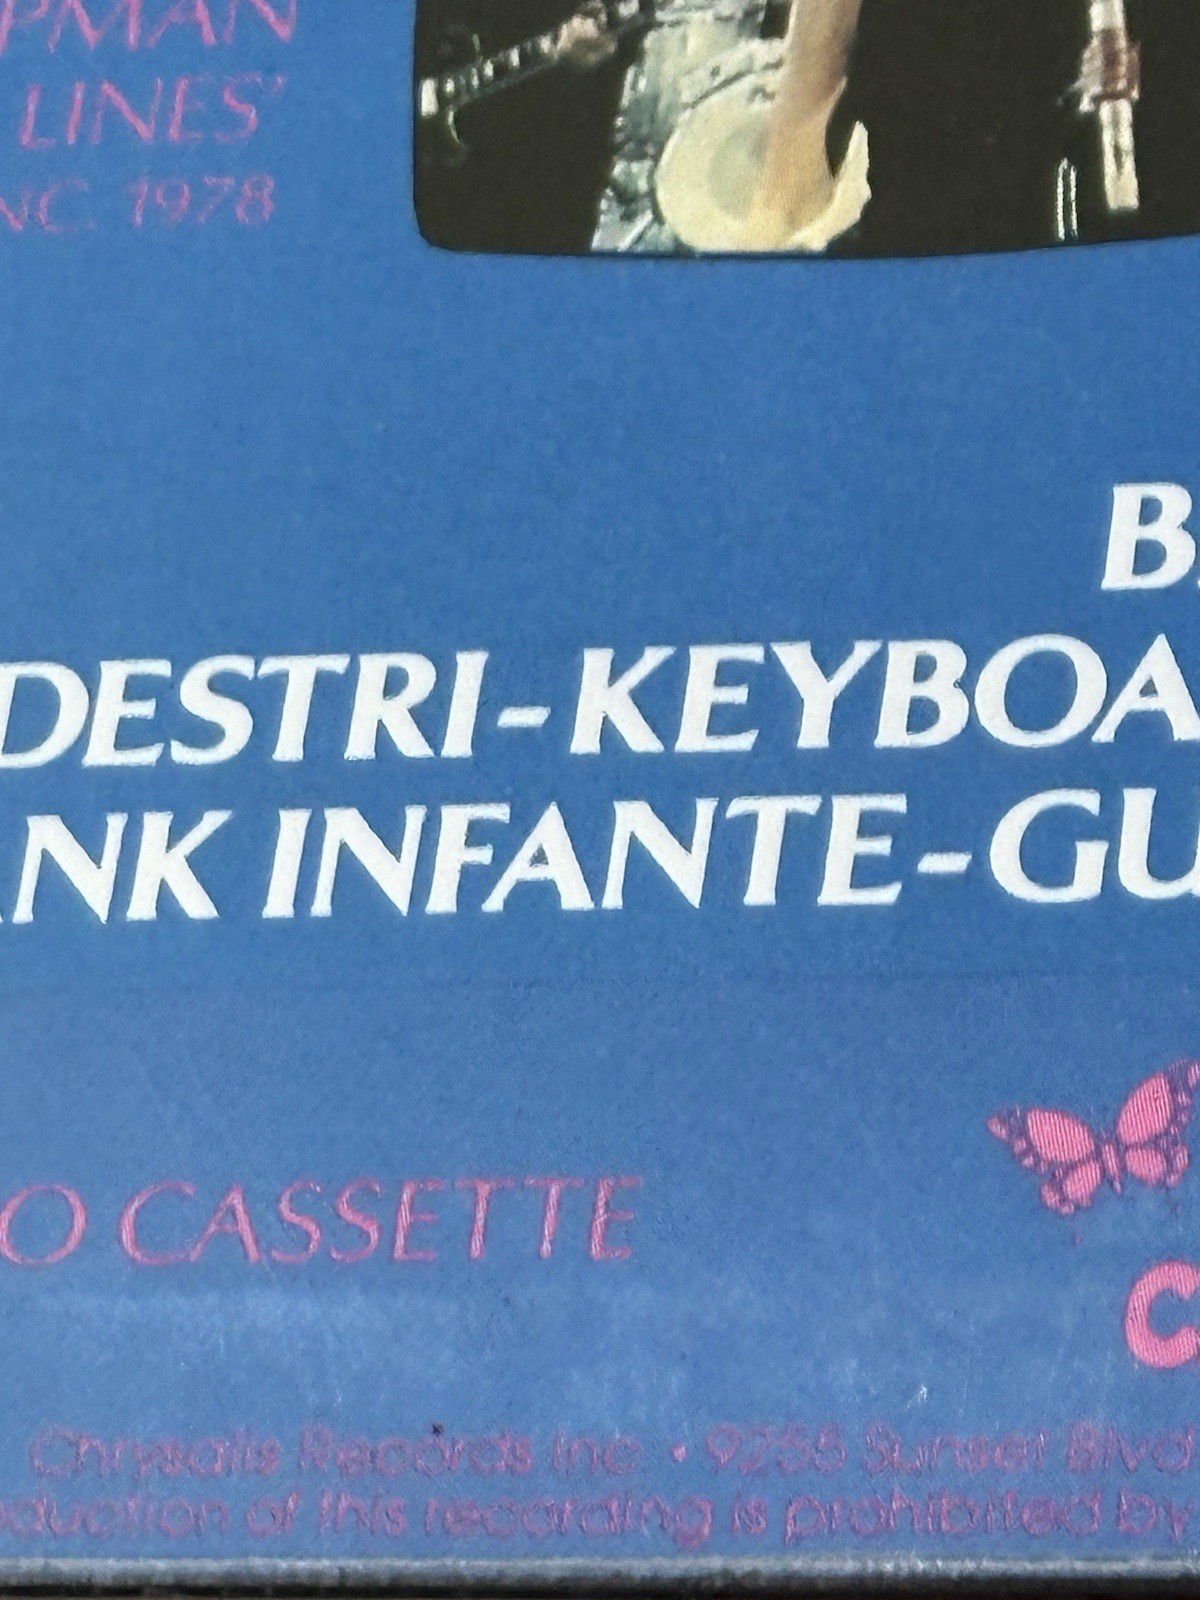 PMAN
LINES'
NC. 1978
B
DESTRI-KEYBOA
ANK INFANTE-GU
O CASSETTE
C
Chrysalis Records Inc. • 9255 Sunset Blvd
oduction of this recording is prohibited by